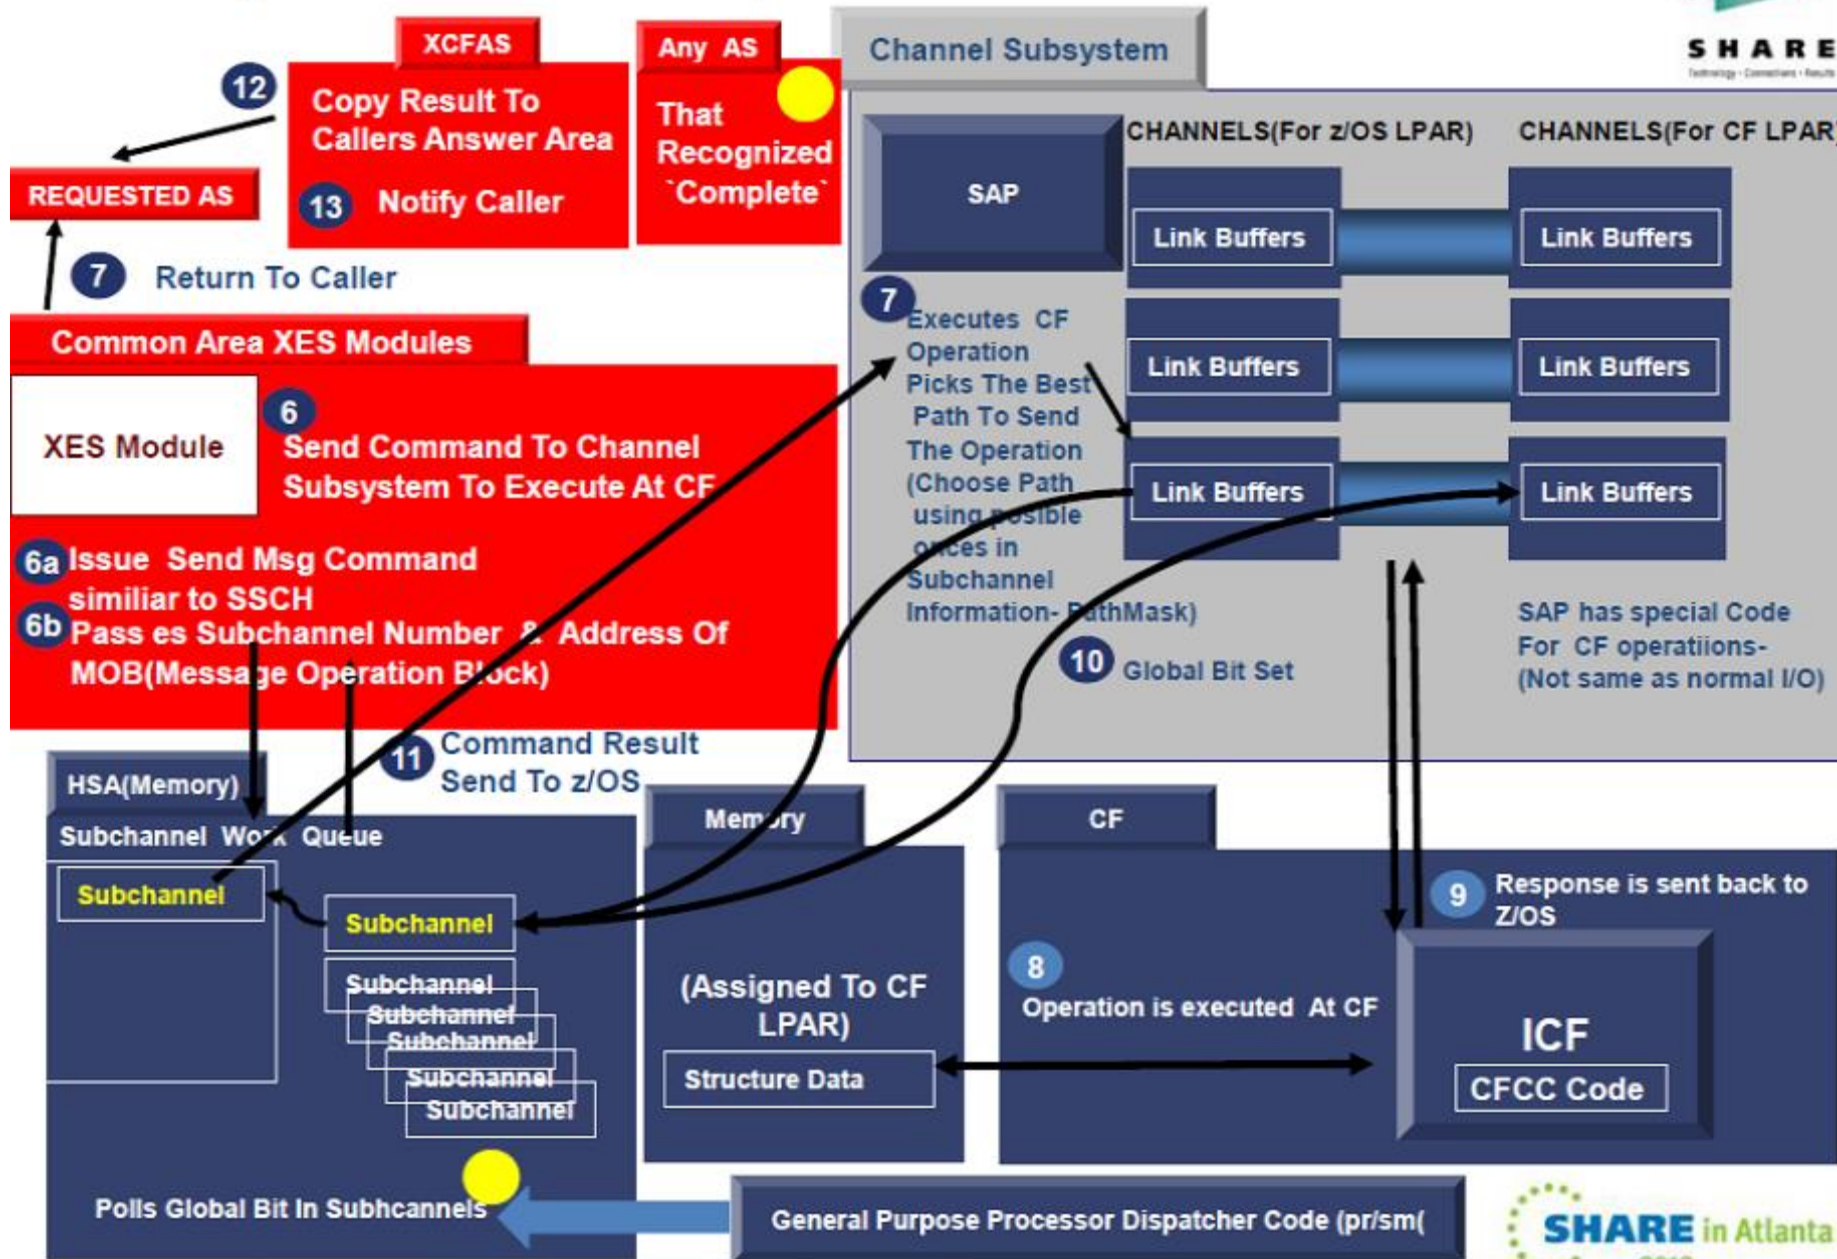 XCFAS
Any AS
Channel Subsystem
SHARE
12
Copy Result To
Callers Answer Area
13
Notify Caller
That
Recognized
`Complete`
REQUESTED AS
7
Return To Caller
SAP
CHANNELS(For z/OS LPAR)
CHANNELS(For CF LPAR)
Link Buffers
Link Buffers
Link Buffers
Link Buffers
Link Buffers
Link Buffers
7
Executes CF
Operation
Picks The Best
Path To Send
The Operation
(Choose Path
using posible
onces in
Subchannel
Information- PathMask)
10
Global Bit Set
SAP has special Code
For CF operatiions-
(Not same as normal I/O)
Common Area XES Modules
XES Module
6
Send Command To Channel
Subsystem To Execute At CF
6a
Issue Send Msg Command
similiar to SSCH
6b
Pass es Subchannel Number & Address Of
MOB(Message Operation Block)
11
Command Result
Send To z/OS
HSA(Memory)
Subchannel Work Queue
Subchannel
Subchannel
Subchannel
Subchannel
Subchannel
Subchannel
Subchannel
Polls Global Bit In Subhcannels
Memory
(Assigned To CF
LPAR)
Structure Data
CF
8
Operation is executed At CF
9
Response is sent back to
Z/OS
ICF
CFCC Code
General Purpose Processor Dispatcher Code (pr/sm(
SHARE in Atlanta